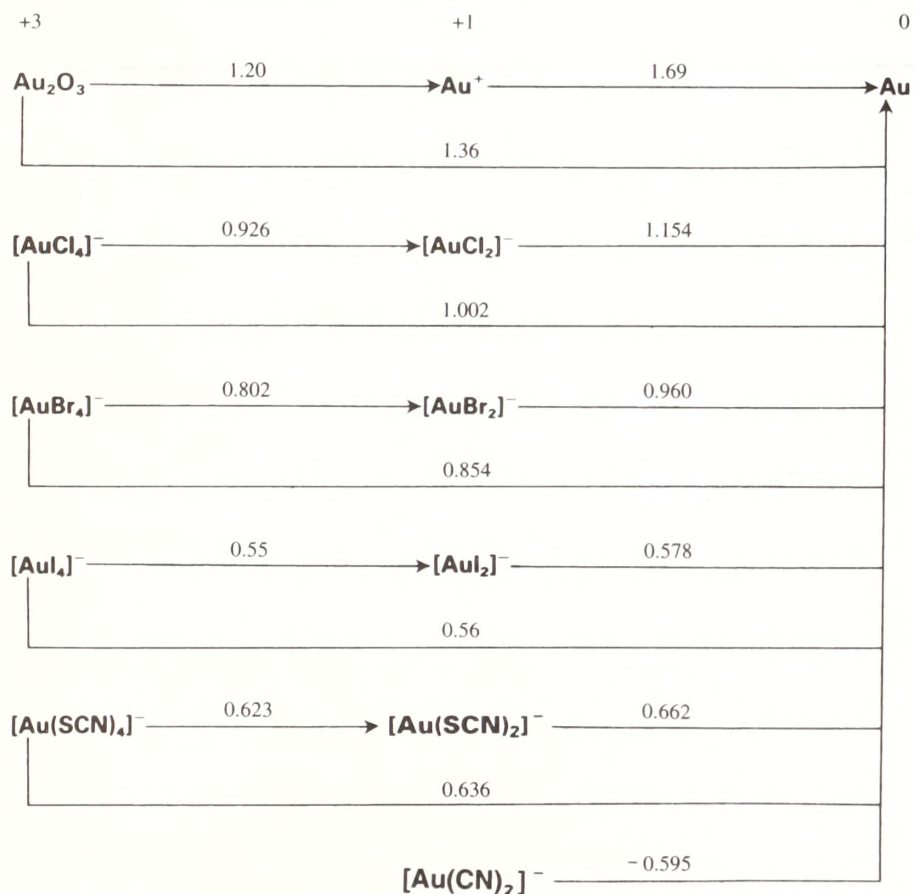 +3 +1 0
1.20 1.69
Au₂O₃ Au⁺ Au
1.36
0.926 1.154
[AuCl₄]⁻ [AuCl₂]⁻
1.002
0.802 0.960
[AuBr₄]⁻ [AuBr₂]⁻
0.854
0.55 0.578
[AuI₄]⁻ [AuI₂]⁻
0.56
0.623 0.662
[Au(SCN)₄]⁻ [Au(SCN)₂]⁻
0.636
−0.595
[Au(CN)₂]⁻